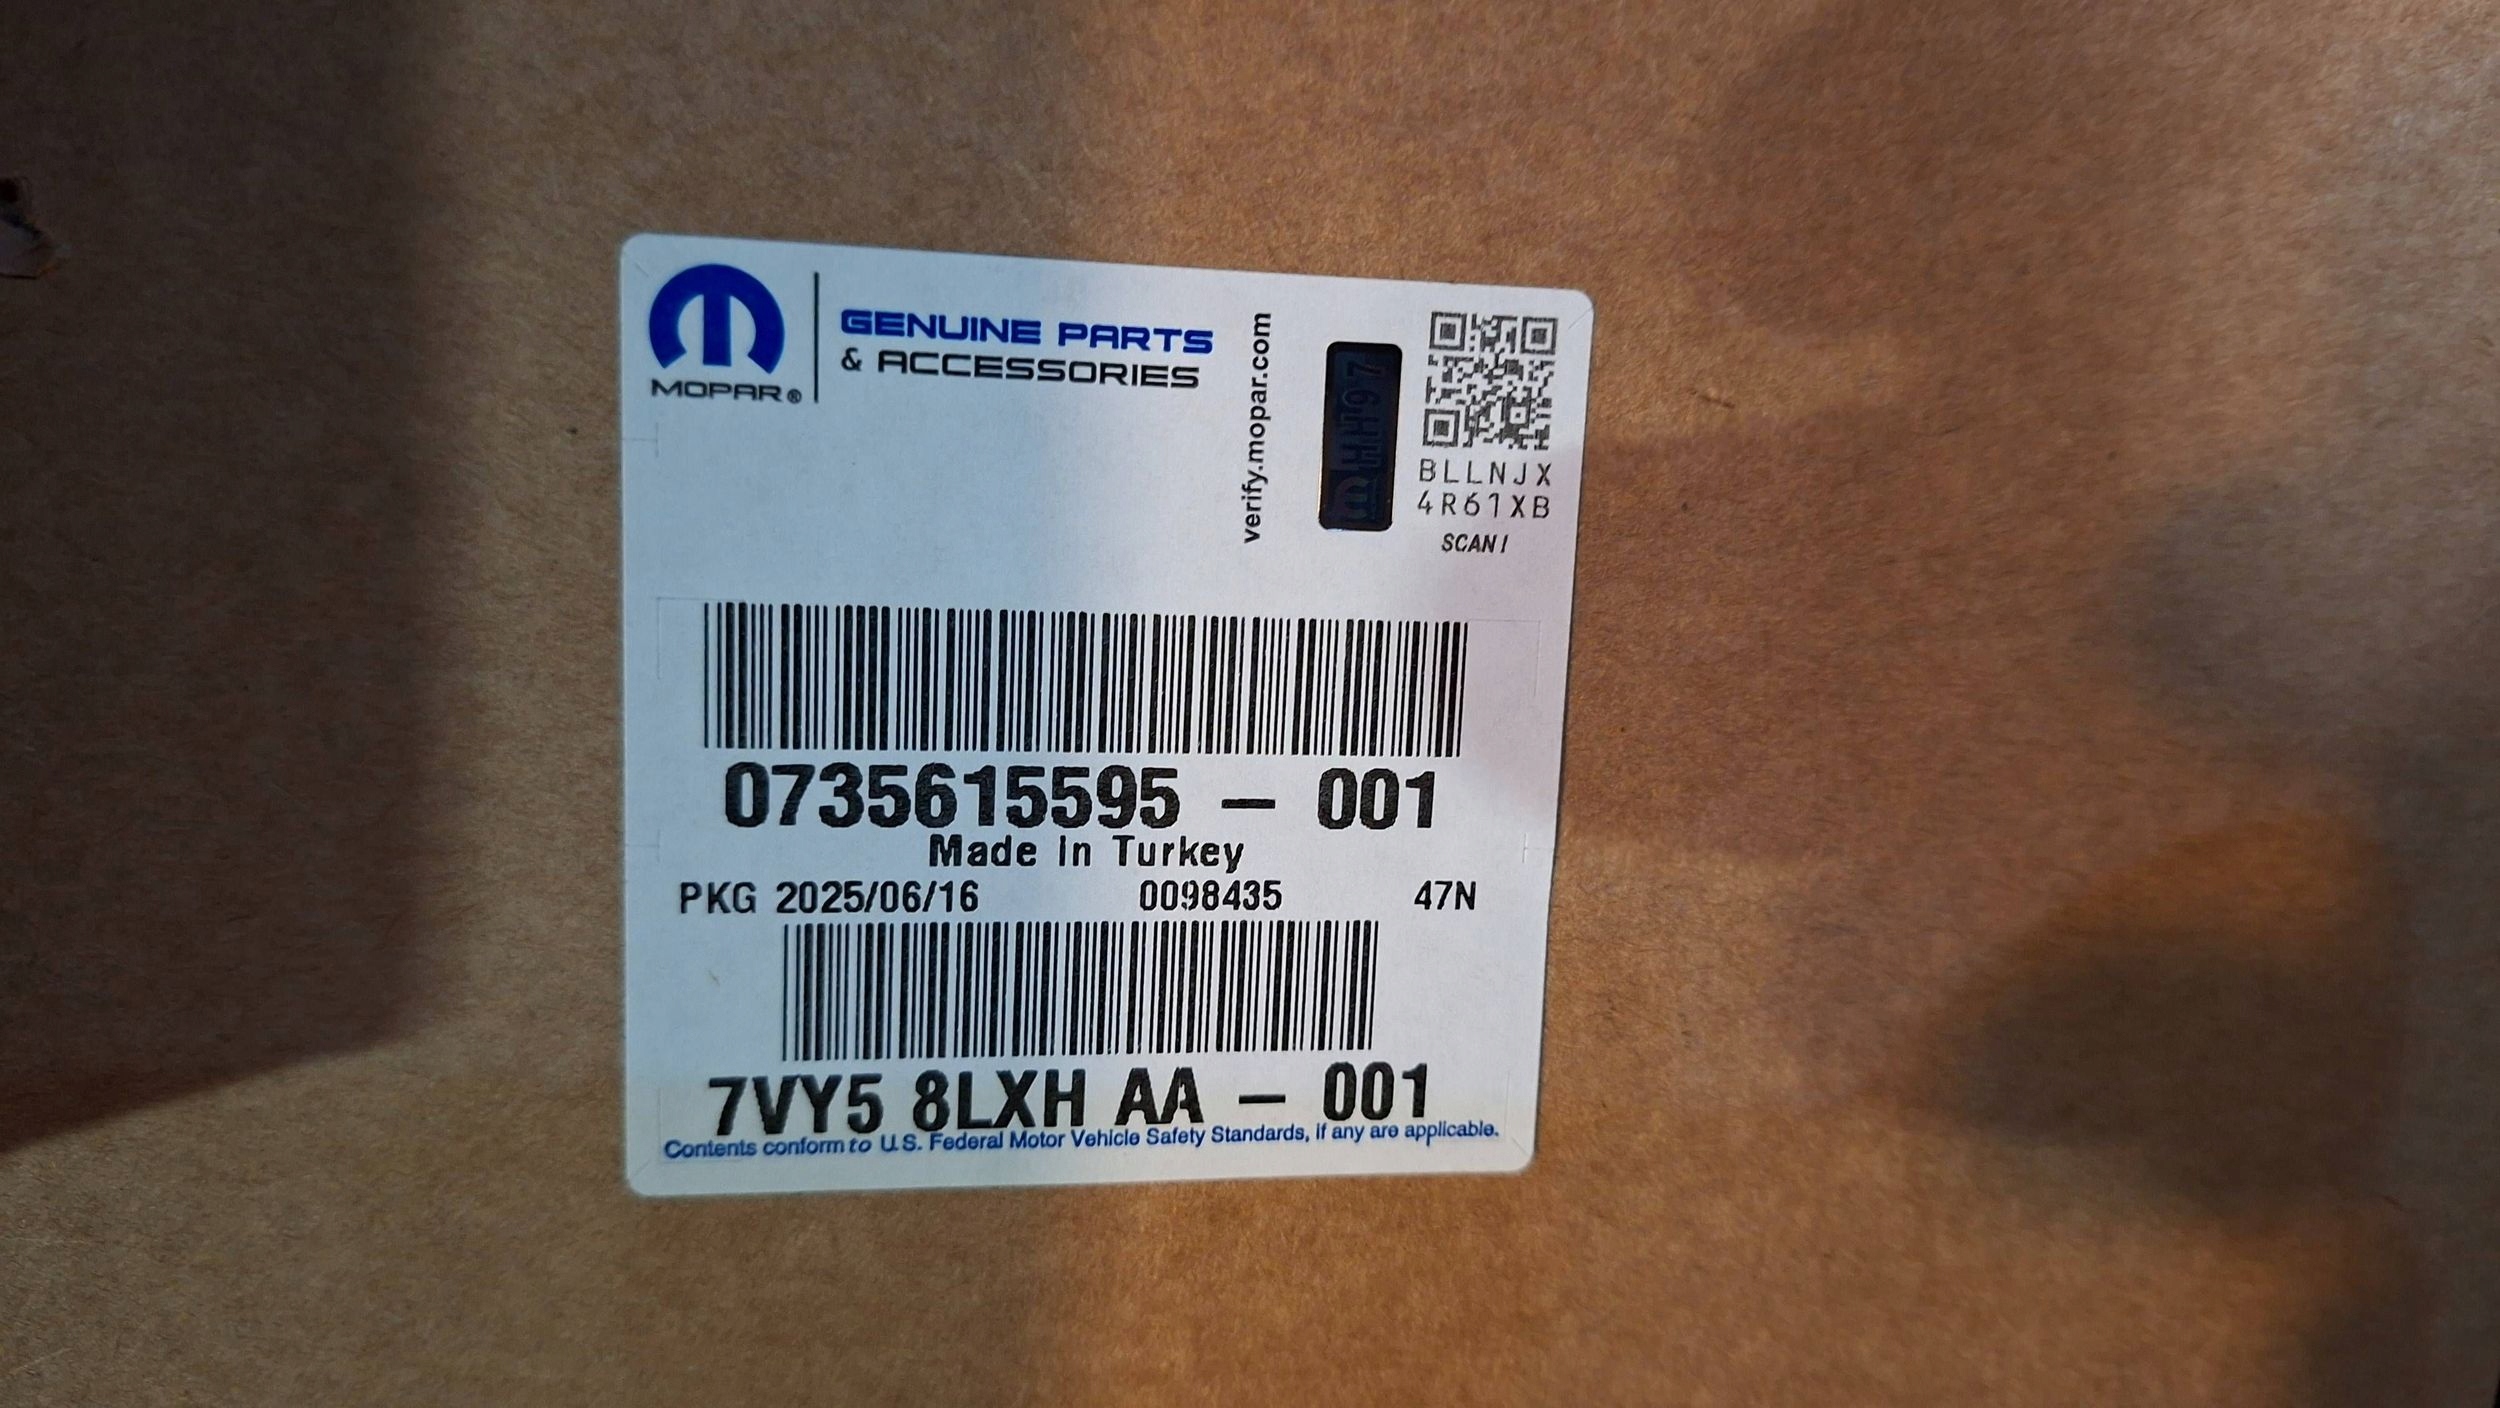 MOPAR®
GENUINE PARTS
& ACCESSORIES
verify.mopar.com
HH97
BLLNJX
4R61XB
SCAN!
0735615595 – 001
Made in Turkey
PKG 2025/06/16 0098435 47N
7VY5 8LXH AA – 001
Contents conform to U.S. Federal Motor Vehicle Safety Standards, if any are applicable.